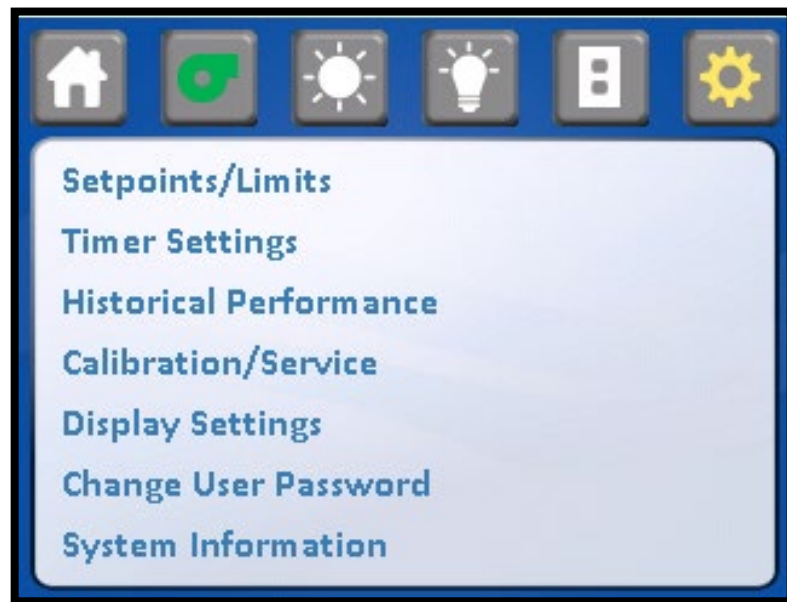 Setpoints/Limits
Timer Settings
Historical Performance
Calibration/Service
Display Settings
Change User Password
System Information